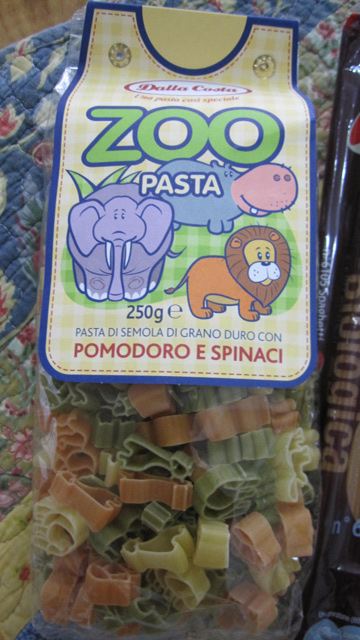 Dalla Costa
Una pasta così speciale
ZOO
PASTA
250g e
PASTA DI SEMOLA DI GRANO DURO CON
POMODORO E SPINACI
n°